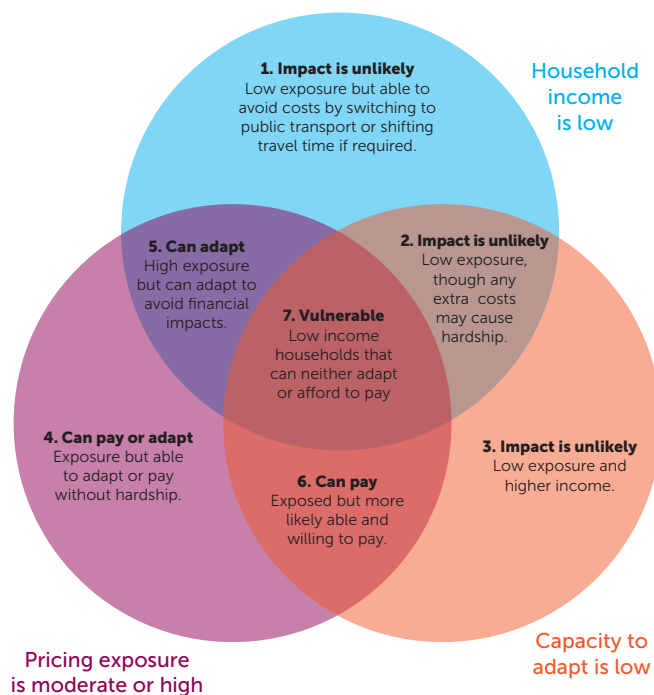 1. Impact is unlikely
Low exposure but able to
avoid costs by switching to
public transport or shifting
travel time if required.
Household
income
is low
5. Can adapt
High exposure
but can adapt to
avoid financial
impacts.
2. Impact is unlikely
Low exposure,
though any
extra costs
may cause
hardship.
7. Vulnerable
Low income
households that
can neither adapt
or afford to pay
4. Can pay or adapt
Exposure but able
to adapt or pay
without hardship.
6. Can pay
Exposed but more
likely able and
willing to pay.
3. Impact is unlikely
Low exposure and
higher income.
Pricing exposure
is moderate or high
Capacity to
adapt is low